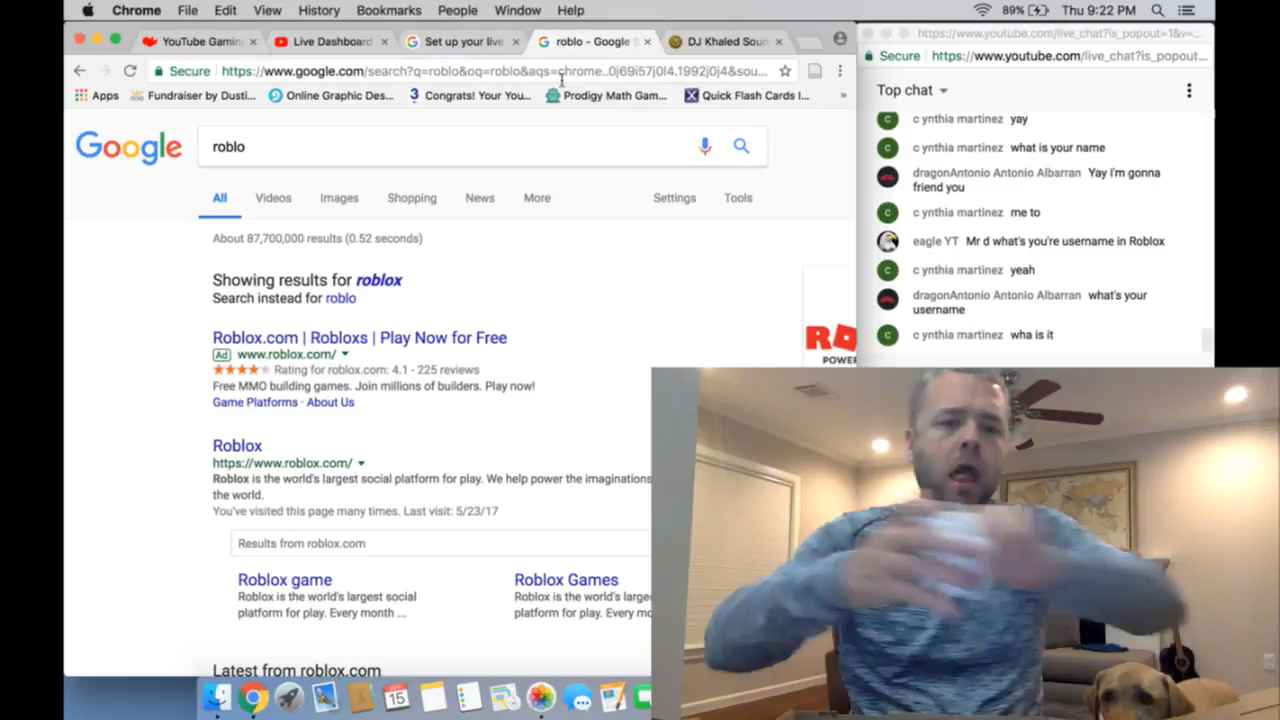 Chrome File Edit View History Bookmarks People Window Help
89% Thu 9:22 PM
YouTube Gamin
Live Dashboard
Set up your live
roblo - Google S
DJ Khaled Soun
https://www.youtube.com/live_chat?is_popout=1&v=...
Secure https://www.google.com/search?q=roblo&oq=roblo&aqs=chrome..0j69i57j0l4.1992j0j4&sou...
Secure https://www.youtube.com/live_chat?is_popout...
Apps Fundraiser by Dusti... Online Graphic Des... Congrats! Your You... Prodigy Math Gam... Quick Flash Cards I... »
Top chat
Google
roblo
All Videos Images Shopping News More Settings Tools
About 87,700,000 results (0.52 seconds)
Showing results for roblox
Search instead for roblo
Roblox.com | Robloxs | Play Now for Free
Ad www.roblox.com/
Rating for roblox.com: 4.1 - 225 reviews
Free MMO building games. Join millions of builders. Play now!
Game Platforms · About Us
Roblox
https://www.roblox.com/
Roblox is the world's largest social platform for play. We help power the imaginations
the world.
You've visited this page many times. Last visit: 5/23/17
Results from roblox.com
Roblox game
Roblox is the world's largest social
platform for play. Every month ...
Roblox Games
Roblox is the world's larges
platform for play. Every mo
Latest from roblox.com
POWER
c ynthia martinez yay
c ynthia martinez what is your name
dragonAntonio Antonio Albarran Yay I'm gonna
friend you
c ynthia martinez me to
eagle YT Mr d what's you're username in Roblox
c ynthia martinez yeah
dragonAntonio Antonio Albarran what's your
username
c ynthia martinez wha is it
15